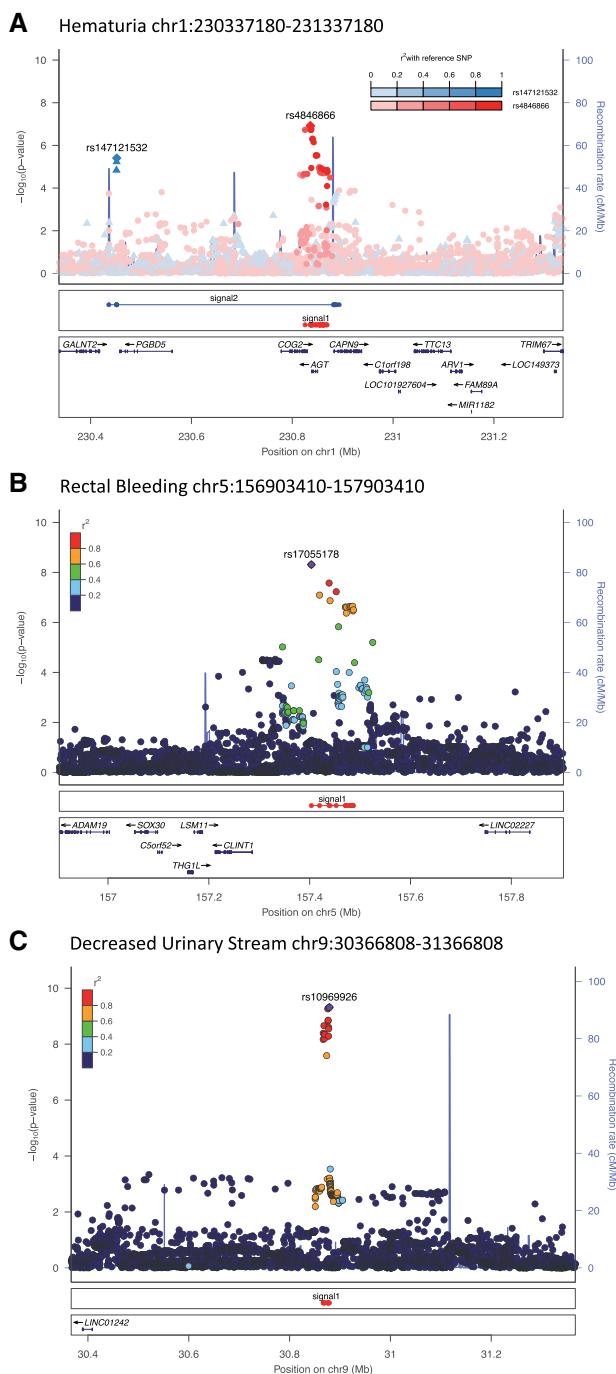 A
Hematuria chr1:230337180-231337180
r²with reference SNP
0 0.2 0.4 0.6 0.8 1
rs147121532
rs4846866
rs4846866
rs147121532
−log₁₀(p−value)
Recombination rate (cM/Mb)
10
8
6
4
2
0
100
80
60
40
20
0
signal2
signal1
GALNT2 PGBD5 COG2 CAPN9 TTC13 TRIM67
AGT C1orf198 ARV1 LOC149373
LOC101927604 FAM89A
MIR1182
230.4 230.6 230.8 231 231.2
Position on chr1 (Mb)
B
Rectal Bleeding chr5:156903410-157903410
r²
0.8
0.6
0.4
0.2
rs17055178
−log₁₀(p−value)
Recombination rate (cM/Mb)
10
8
6
4
2
0
100
80
60
40
20
0
signal1
ADAM19 SOX30 LSM11 LINC02227
C5orf52 CLINT1
THG1L
157 157.2 157.4 157.6 157.8
Position on chr5 (Mb)
C
Decreased Urinary Stream chr9:30366808-31366808
r²
0.8
0.6
0.4
0.2
rs10969926
−log₁₀(p−value)
Recombination rate (cM/Mb)
10
8
6
4
2
0
100
80
60
40
20
0
signal1
LINC01242
30.4 30.6 30.8 31 31.2
Position on chr9 (Mb)